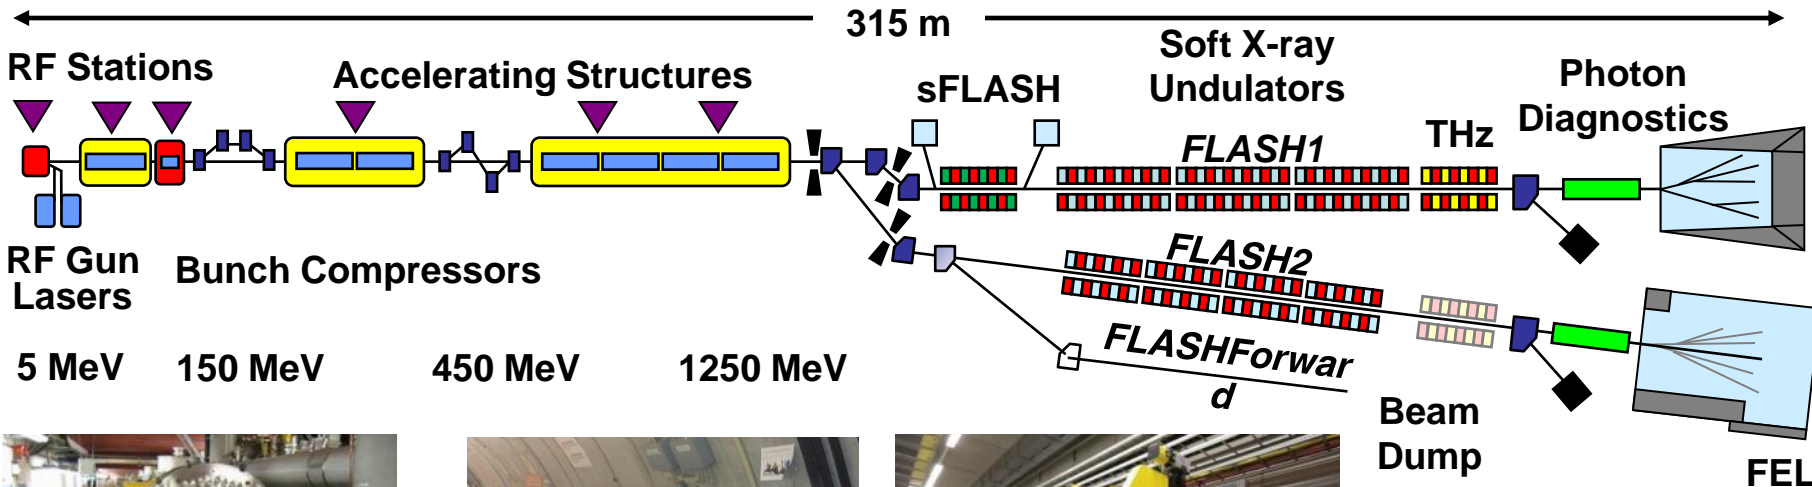 315 m
RF Stations
Accelerating Structures
sFLASH
Soft X-ray
Undulators
Photon
Diagnostics
THz
FLASH1
RF Gun
Lasers
Bunch Compressors
FLASH2
FLASHForwar
d
5 MeV
150 MeV
450 MeV
1250 MeV
Beam
Dump
FEL